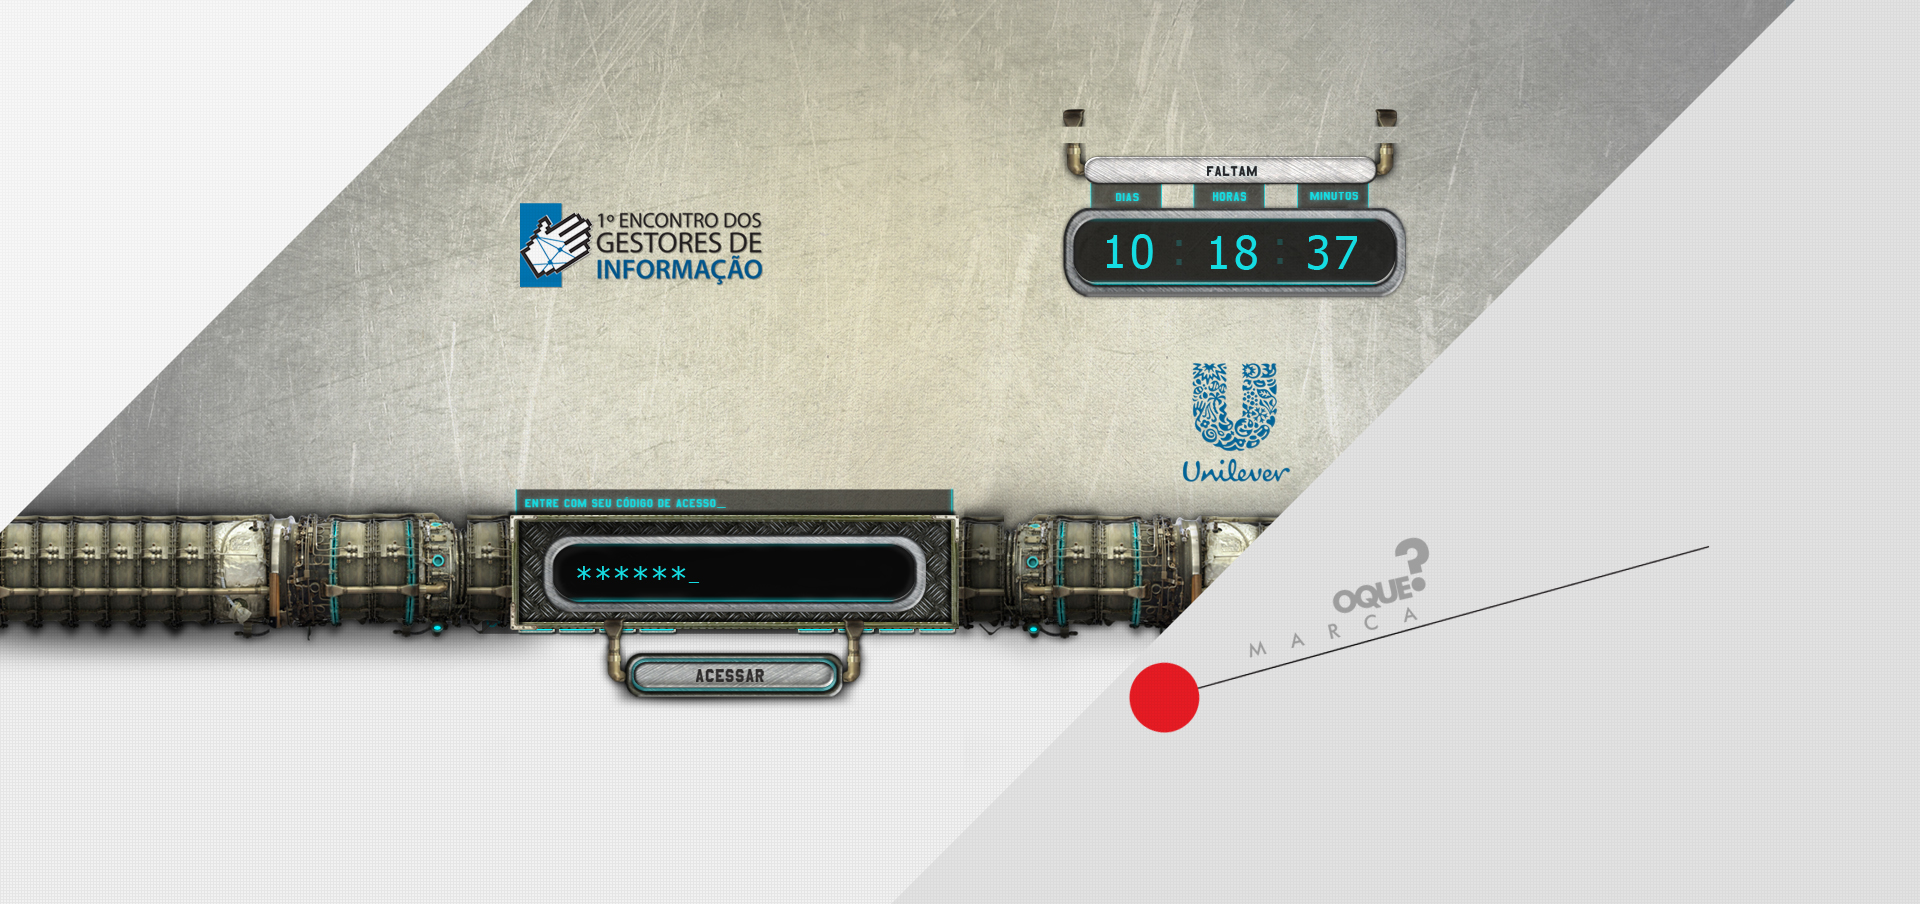 1º ENCONTRO DOS
GESTORES DE
INFORMAÇÃO
FALTAM
DIAS HORAS MINUTOS
10 : 18 : 37
Unilever
ENTRE COM SEU CÓDIGO DE ACESSO_
******_
ACESSAR
OQUE?
MARCA